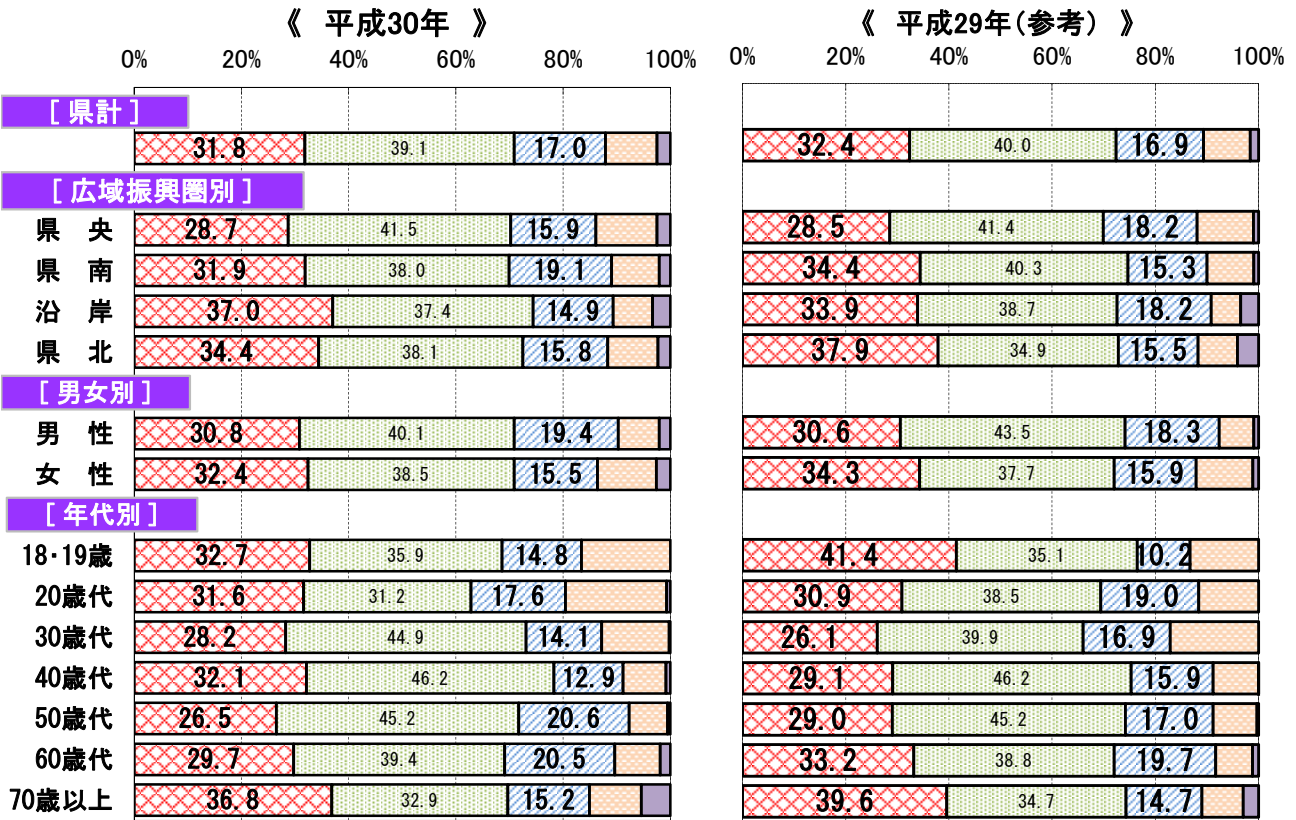 《 平成30年 》 《 平成29年(参考) 》
0% 20% 40% 60% 80% 100% 0% 20% 40% 60% 80% 100%
[ 県計 ]
31.8 39.1 17.0 32.4 40.0 16.9
[ 広域振興圏別 ]
県 央 28.7 41.5 15.9 28.5 41.4 18.2
県 南 31.9 38.0 19.1 34.4 40.3 15.3
沿 岸 37.0 37.4 14.9 33.9 38.7 18.2
県 北 34.4 38.1 15.8 37.9 34.9 15.5
[ 男女別 ]
男 性 30.8 40.1 19.4 30.6 43.5 18.3
女 性 32.4 38.5 15.5 34.3 37.7 15.9
[ 年代別 ]
18・19歳 32.7 35.9 14.8 41.4 35.1 10.2
20歳代 31.6 31.2 17.6 30.9 38.5 19.0
30歳代 28.2 44.9 14.1 26.1 39.9 16.9
40歳代 32.1 46.2 12.9 29.1 46.2 15.9
50歳代 26.5 45.2 20.6 29.0 45.2 17.0
60歳代 29.7 39.4 20.5 33.2 38.8 19.7
70歳以上 36.8 32.9 15.2 39.6 34.7 14.7